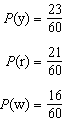 P(y) = 23/60
P(r) = 21/60
P(w) = 16/60